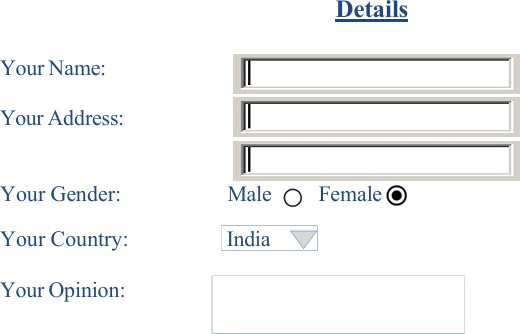 Details
Your Name:
Your Address:
Your Gender: Male Female
Your Country: India
Your Opinion: